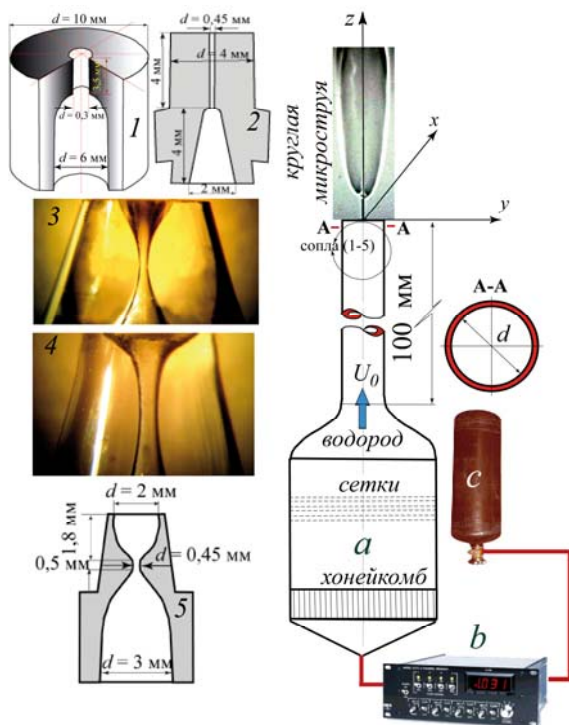 d = 10 мм
3,5 мм
d = 0,3 мм
1
d = 6 мм
d = 0,45 мм
d = 4 мм
4 мм
2
4 мм
2 мм
3
4
d = 2 мм
1,8 мм
d = 0,45 мм
0,5 мм
5
d = 3 мм
z
круглая
микроструя
x
y
A
A
сопла (1-5)
100 мм
A-A
d
U0
водород
сетки
a
хонейкомб
c
b